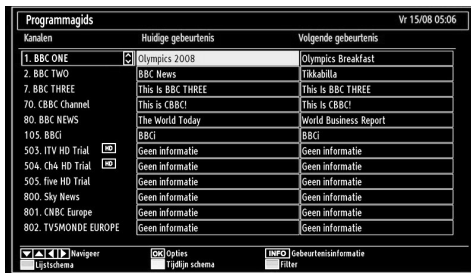 Programmagids Vr 15/08 05:06
Kanalen Huidige gebeurtenis Volgende gebeurtenis
1. BBC ONE Olympics 2008 Olympics Breakfast
2. BBC TWO BBC News Tikkabilla
7. BBC THREE This Is BBC THREE This Is BBC THREE
70. CBBC Channel This is CBBC! This is CBBC!
80. BBC NEWS The World Today World Business Report
105. BBCi BBCi BBCi
503. ITV HD Trial HD Geen informatie Geen informatie
504. Ch4 HD Trial HD Geen informatie Geen informatie
505. five HD Trial Geen informatie Geen informatie
800. Sky News Geen informatie Geen informatie
801. CNBC Europe Geen informatie Geen informatie
802. TV5MONDE EUROPE Geen informatie Geen informatie
Navigeer OK Opties INFO Gebeurtenisinformatie
Lijstschema Tijdlijn schema Filter